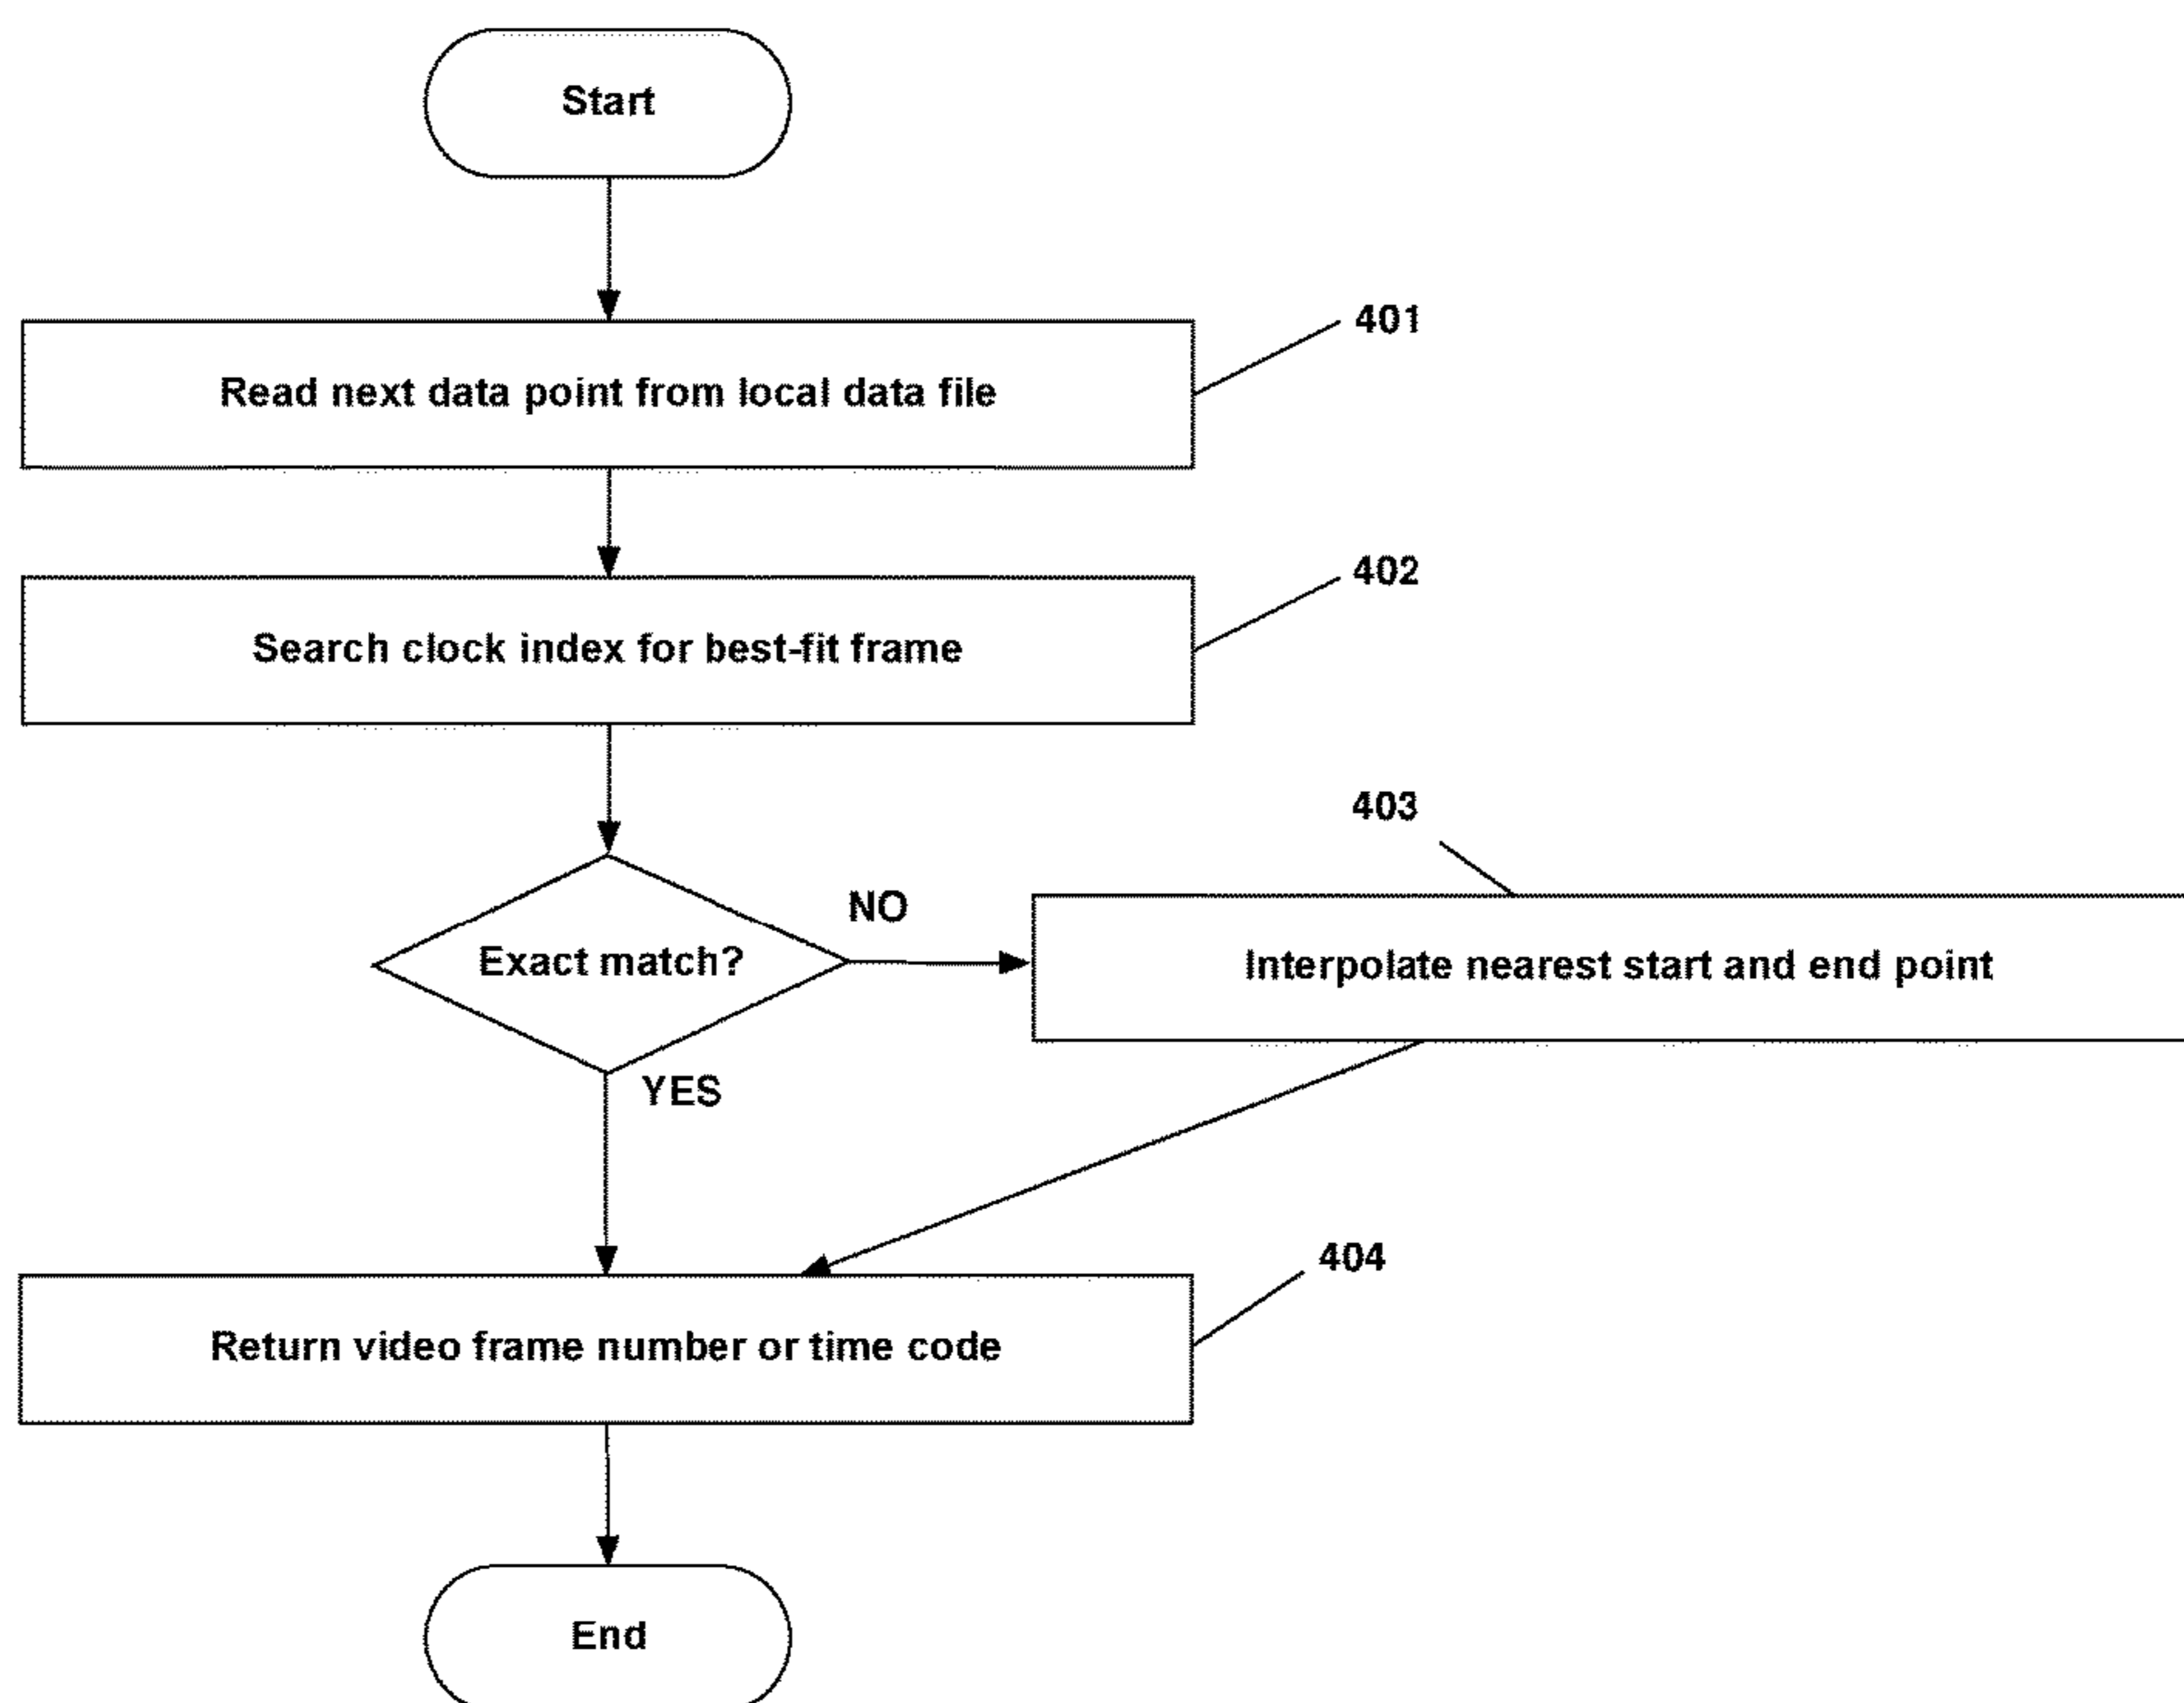 Start
401
Read next data point from local data file
402
Search clock index for best-fit frame
403
NO
Exact match?
Interpolate nearest start and end point
YES
404
Return video frame number or time code
End